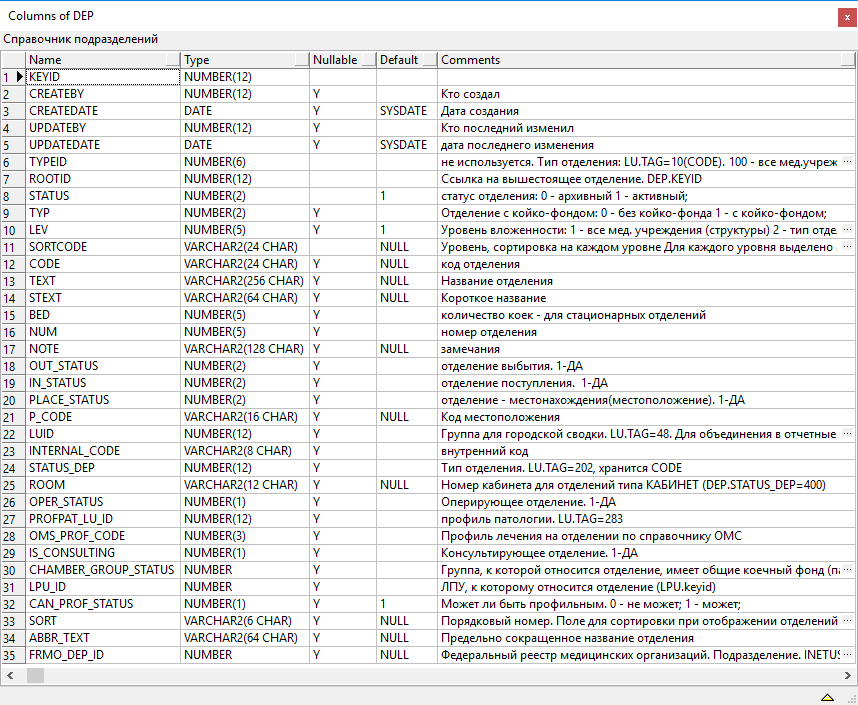 Columns of DEP
x
Справочник подразделений
Name Type Nullable Default Comments
1 KEYID NUMBER(12)
2 CREATEBY NUMBER(12) Y Кто создал
3 CREATEDATE DATE Y SYSDATE Дата создания
4 UPDATEBY NUMBER(12) Y Кто последний изменил
5 UPDATEDATE DATE Y SYSDATE дата последнего изменения
6 TYPEID NUMBER(6) не используется. Тип отделения: LU.TAG=10(CODE). 100 - все мед.учреж ...
7 ROOTID NUMBER(12) Ссылка на вышестоящее отделение. DEP.KEYID
8 STATUS NUMBER(2) 1 статус отделения: 0 - архивный 1 - активный;
9 TYP NUMBER(2) Y Отделение с койко-фондом: 0 - без койко-фонда 1 - с койко-фондом;
10 LEV NUMBER(5) Y 1 Уровень вложенности: 1 - все мед. учреждения (структуры) 2 - тип отде. ...
11 SORTCODE VARCHAR2(24 CHAR) NULL Уровень, сортировка на каждом уровне Для каждого уровня выделено ...
12 CODE VARCHAR2(24 CHAR) Y NULL код отделения
13 TEXT VARCHAR2(256 CHAR) Y NULL Название отделения
14 STEXT VARCHAR2(64 CHAR) Y NULL Короткое название
15 BED NUMBER(5) Y количество коек - для стационарных отделений
16 NUM NUMBER(5) Y номер отделения
17 NOTE VARCHAR2(128 CHAR) Y NULL замечания
18 OUT_STATUS NUMBER(2) Y отделение выбытия. 1-ДА
19 IN_STATUS NUMBER(2) Y отделение поступления. 1-ДА
20 PLACE_STATUS NUMBER(2) Y отделение - местонахождения(местоположение). 1-ДА
21 P_CODE VARCHAR2(16 CHAR) Y NULL Код местоположения
22 LUID NUMBER(12) Y Группа для городской сводки. LU.TAG=48. Для объединения в отчетные ...
23 INTERNAL_CODE VARCHAR2(8 CHAR) Y внутренний код
24 STATUS_DEP NUMBER(12) Y Тип отделения. LU.TAG=202, хранится CODE
25 ROOM VARCHAR2(12 CHAR) Y NULL Номер кабинета для отделений типа КАБИНЕТ (DEP.STATUS_DEP=400)
26 OPER_STATUS NUMBER(1) Y Оперирующее отделение. 1-ДА
27 PROFPAT_LU_ID NUMBER(12) Y профиль патологии. LU.TAG=283
28 OMS_PROF_CODE NUMBER(3) Y Профиль лечения на отделении по справочнику ОМС
29 IS_CONSULTING NUMBER(1) Y Консультирующее отделение. 1-ДА
30 CHAMBER_GROUP_STATUS NUMBER Y Группа, к которой относится отделение, имеет общие коечный фонд (п ...
31 LPU_ID NUMBER Y ЛПУ, к которому относится отделение (LPU.keyid)
32 CAN_PROF_STATUS NUMBER(1) Y 1 Может ли быть профильным. 0 - не может; 1 - может;
33 SORT VARCHAR2(6 CHAR) Y NULL Порядковый номер. Поле для сортировки при отображении отделений ...
34 ABBR_TEXT VARCHAR2(64 CHAR) Y NULL Предельно сокращенное название отделения
35 FRMO_DEP_ID NUMBER Y NULL Федеральный реестр медицинских организаций. Подразделение. INETUS ...